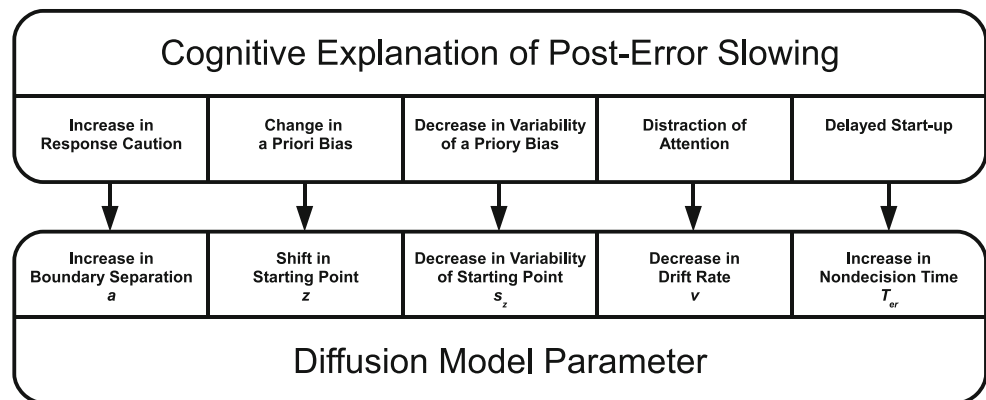 Cognitive Explanation of Post-Error Slowing
Increase in
Response Caution
Change in
a Priori Bias
Decrease in Variability
of a Priory Bias
Distraction of
Attention
Delayed Start-up
Increase in
Boundary Separation
a
Shift in
Starting Point
z
Decrease in Variability
of Starting Point
s_z
Decrease in
Drift Rate
v
Increase in
Nondecision Time
T_er
Diffusion Model Parameter